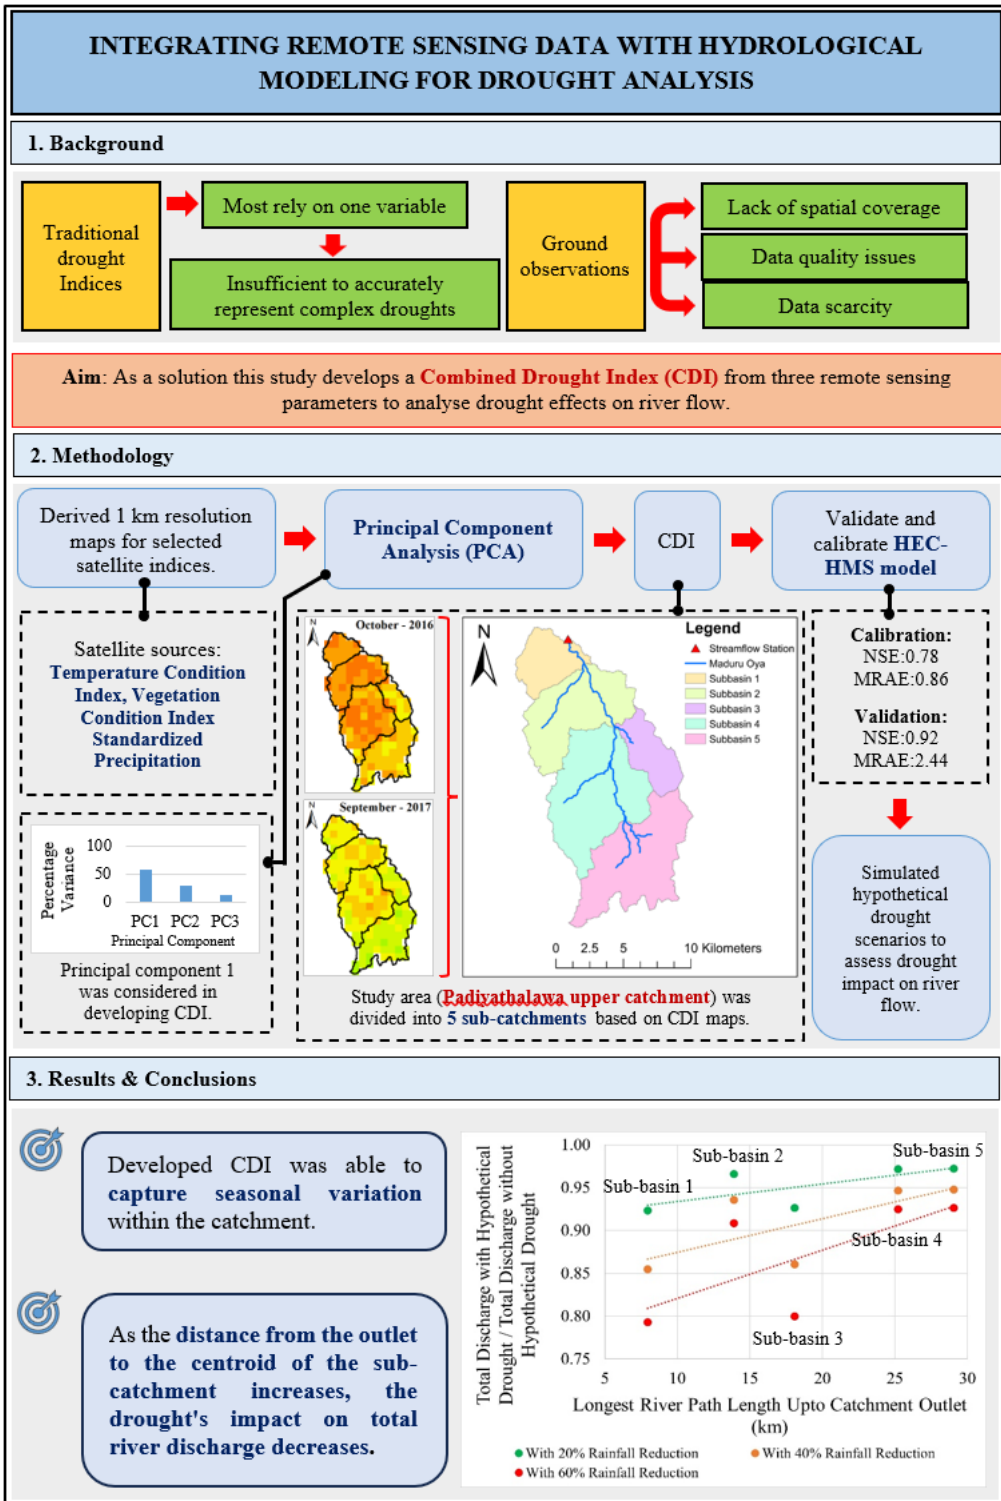 INTEGRATING REMOTE SENSING DATA WITH HYDROLOGICAL
MODELING FOR DROUGHT ANALYSIS
1. Background
Traditional
drought
Indices
Most rely on one variable
Insufficient to accurately
represent complex droughts
Ground
observations
Lack of spatial coverage
Data quality issues
Data scarcity
Aim: As a solution this study develops a Combined Drought Index (CDI) from three remote sensing
parameters to analyse drought effects on river flow.
2. Methodology
Derived 1 km resolution
maps for selected
satellite indices.
Principal Component
Analysis (PCA)
CDI
Validate and
calibrate HEC-
HMS model
Satellite sources:
Temperature Condition
Index, Vegetation
Condition Index
Standardized
Precipitation
100
50
0
Percentage
Variance
PC1 PC2 PC3
Principal Component
Principal component 1
was considered in
developing CDI.
October - 2016
N
September - 2017
N
N
Legend
Streamflow Station
Maduru Oya
Subbasin 1
Subbasin 2
Subbasin 3
Subbasin 4
Subbasin 5
0 2.5 5 10 Kilometers
Study area (Padiyathalawa upper catchment) was
divided into 5 sub-catchments based on CDI maps.
Calibration:
NSE:0.78
MRAE:0.86
Validation:
NSE:0.92
MRAE:2.44
Simulated
hypothetical
drought
scenarios to
assess drought
impact on river
flow.
3. Results & Conclusions
Developed CDI was able to
capture seasonal variation
within the catchment.
As the distance from the outlet
to the centroid of the sub-
catchment increases, the
drought's impact on total
river discharge decreases.
Total Discharge with Hypothetical
Drought / Total Discharge without
Hypothetical Drought
1.00
0.95
0.90
0.85
0.80
0.75
Sub-basin 1
Sub-basin 2
Sub-basin 5
Sub-basin 4
Sub-basin 3
5 10 15 20 25 30
Longest River Path Length Upto Catchment Outlet
(km)
With 20% Rainfall Reduction
With 40% Rainfall Reduction
With 60% Rainfall Reduction